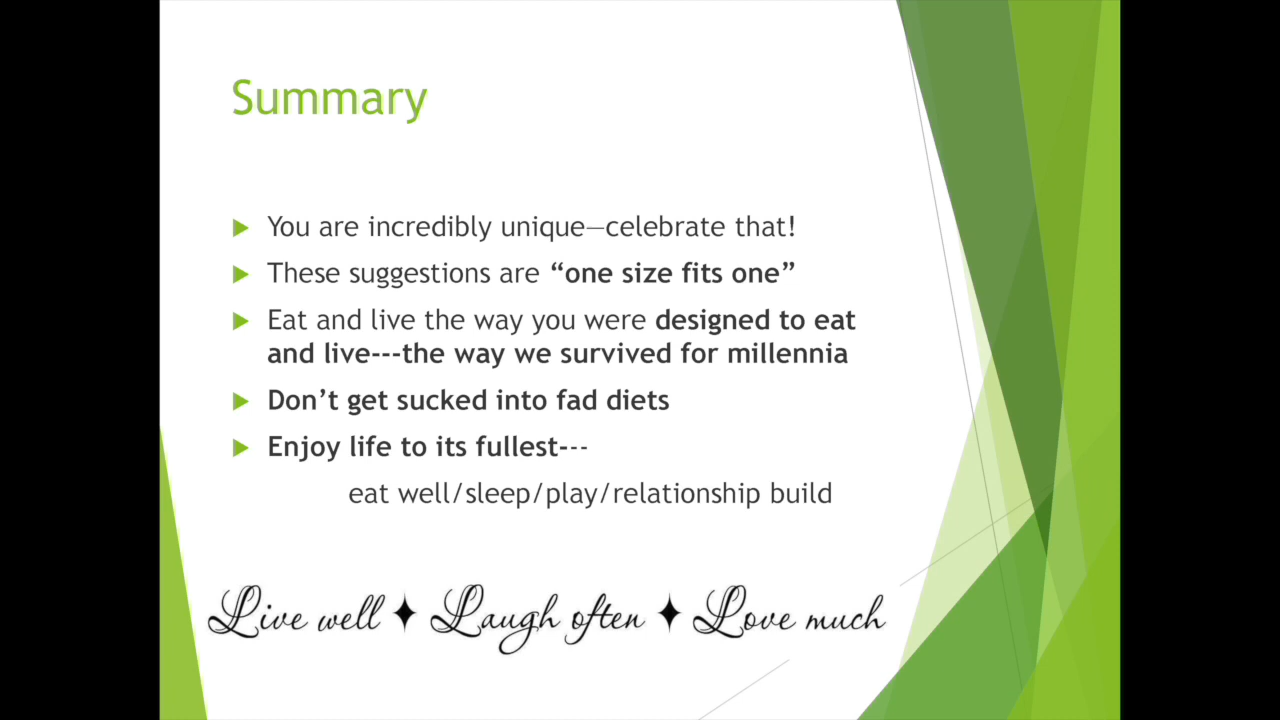 Summary
You are incredibly unique—celebrate that!
These suggestions are “one size fits one”
Eat and live the way you were designed to eat
and live---the way we survived for millennia
Don’t get sucked into fad diets
Enjoy life to its fullest---
eat well/sleep/play/relationship build
Live well ✦ Laugh often ✦ Love much